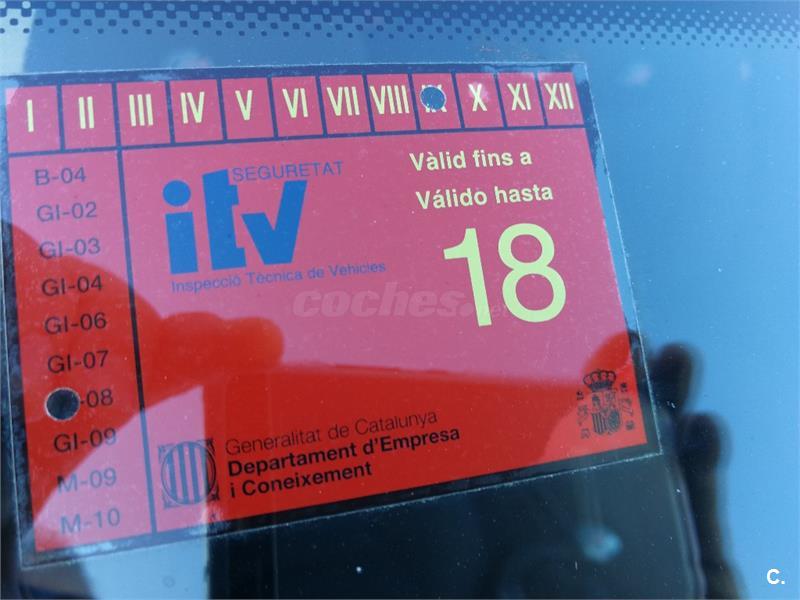 I II III IV V VI VII VIII IX X XI XII
B-04
GI-02
GI-03
GI-04
GI-06
GI-07
-08
GI-09
M-09
M-10
SEGURETAT
itv
Inspecció Tècnica de Vehicles
Vàlid fins a
Válido hasta
18
coches.net
Generalitat de Catalunya
Departament d'Empresa
i Coneixement
C.